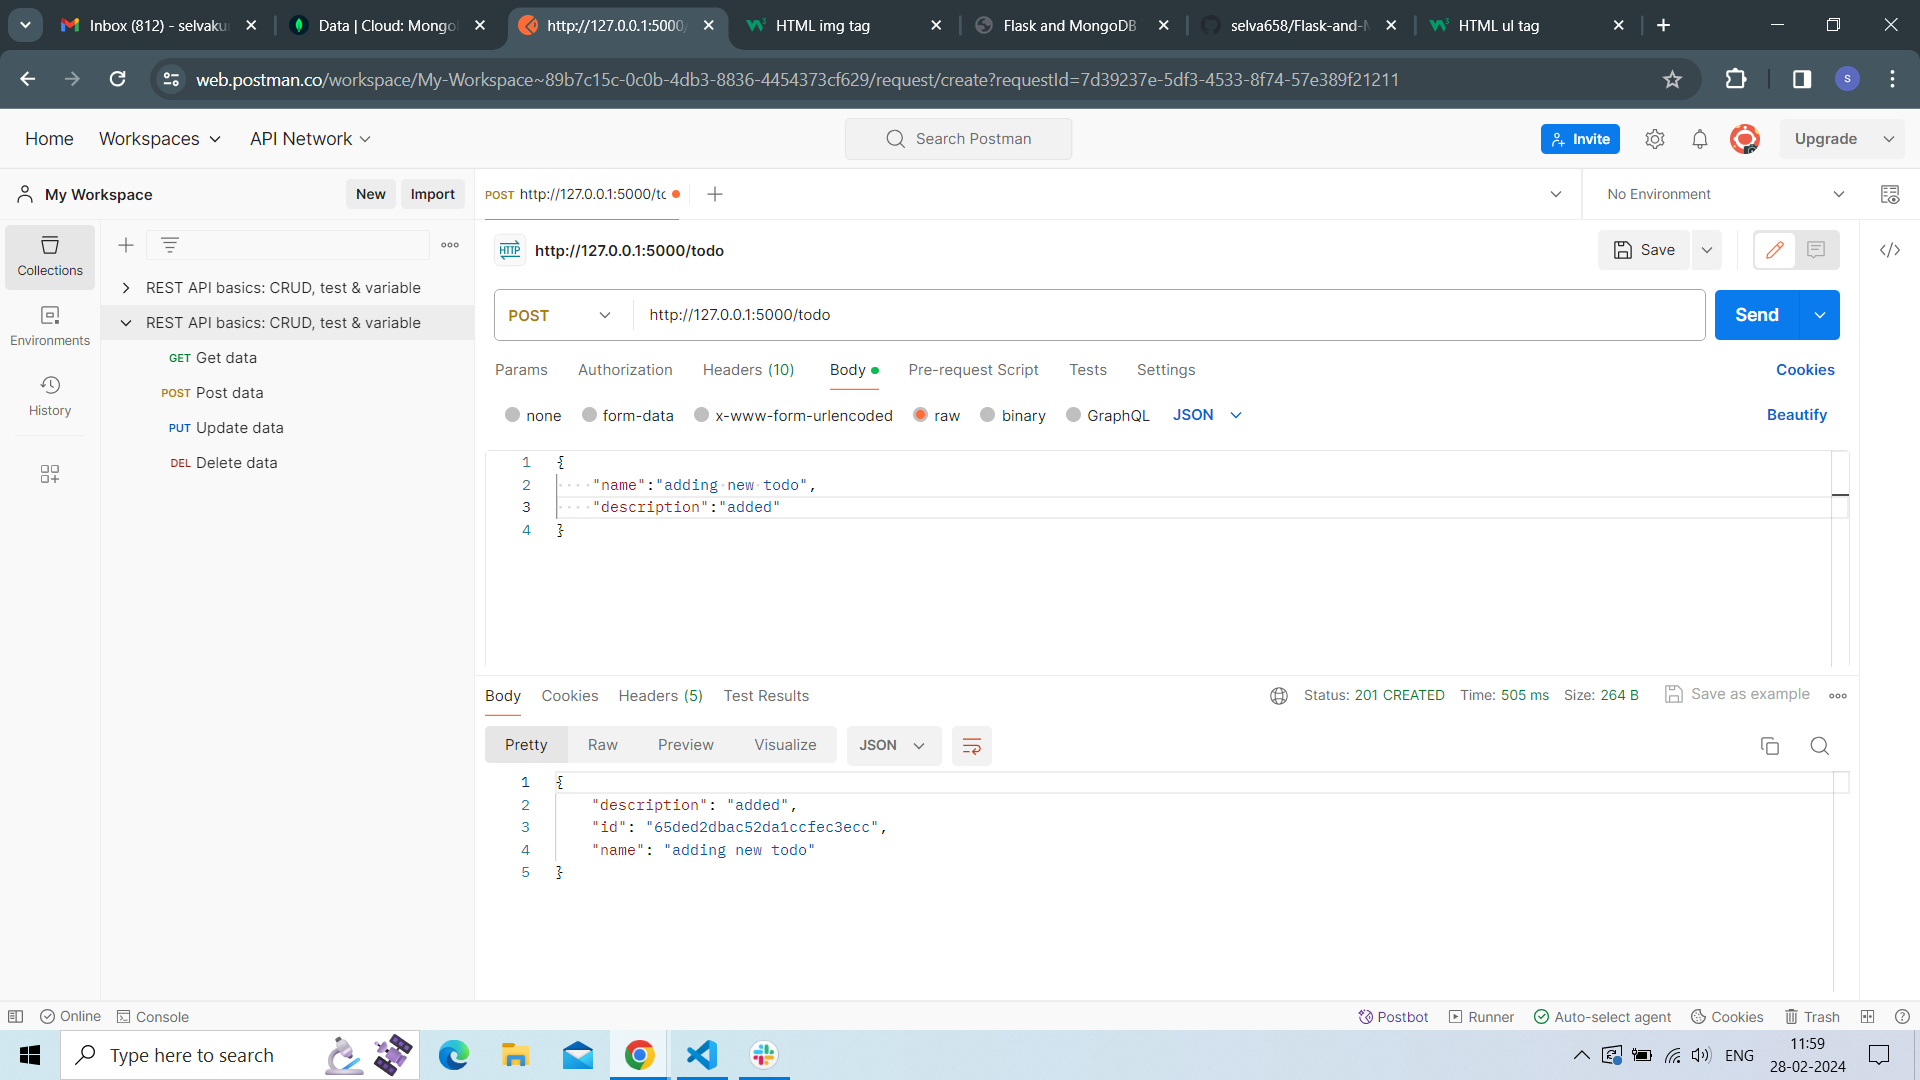 Inbox (812) - selvaku
Data | Cloud: Mongo
http://127.0.0.1:5000/
HTML img tag
Flask and MongoDB
selva658/Flask-and-M
HTML ul tag
web.postman.co/workspace/My-Workspace~89b7c15c-0c0b-4db3-8836-4454373cf629/request/create?requestId=7d39237e-5df3-4533-8f74-57e389f21211
S
Home
Workspaces
API Network
Search Postman
Invite
Upgrade
My Workspace
New
Import
POST http://127.0.0.1:5000/tc
No Environment
Collections
Environments
History
REST API basics: CRUD, test & variable
REST API basics: CRUD, test & variable
GET Get data
POST Post data
PUT Update data
DEL Delete data
HTTP http://127.0.0.1:5000/todo
Save
POST
http://127.0.0.1:5000/todo
Send
Params
Authorization
Headers (10)
Body
Pre-request Script
Tests
Settings
Cookies
none
form-data
x-www-form-urlencoded
raw
binary
GraphQL
JSON
Beautify
1 {
2 "name":"adding new todo",
3 "description":"added"
4 }
Body
Cookies
Headers (5)
Test Results
Status: 201 CREATED
Time: 505 ms
Size: 264 B
Save as example
Pretty
Raw
Preview
Visualize
JSON
1 {
2 "description": "added",
3 "id": "65ded2dbac52da1ccfec3ecc",
4 "name": "adding new todo"
5 }
Online
Console
Postbot
Runner
Auto-select agent
Cookies
Trash
Type here to search
ENG
11:59
28-02-2024